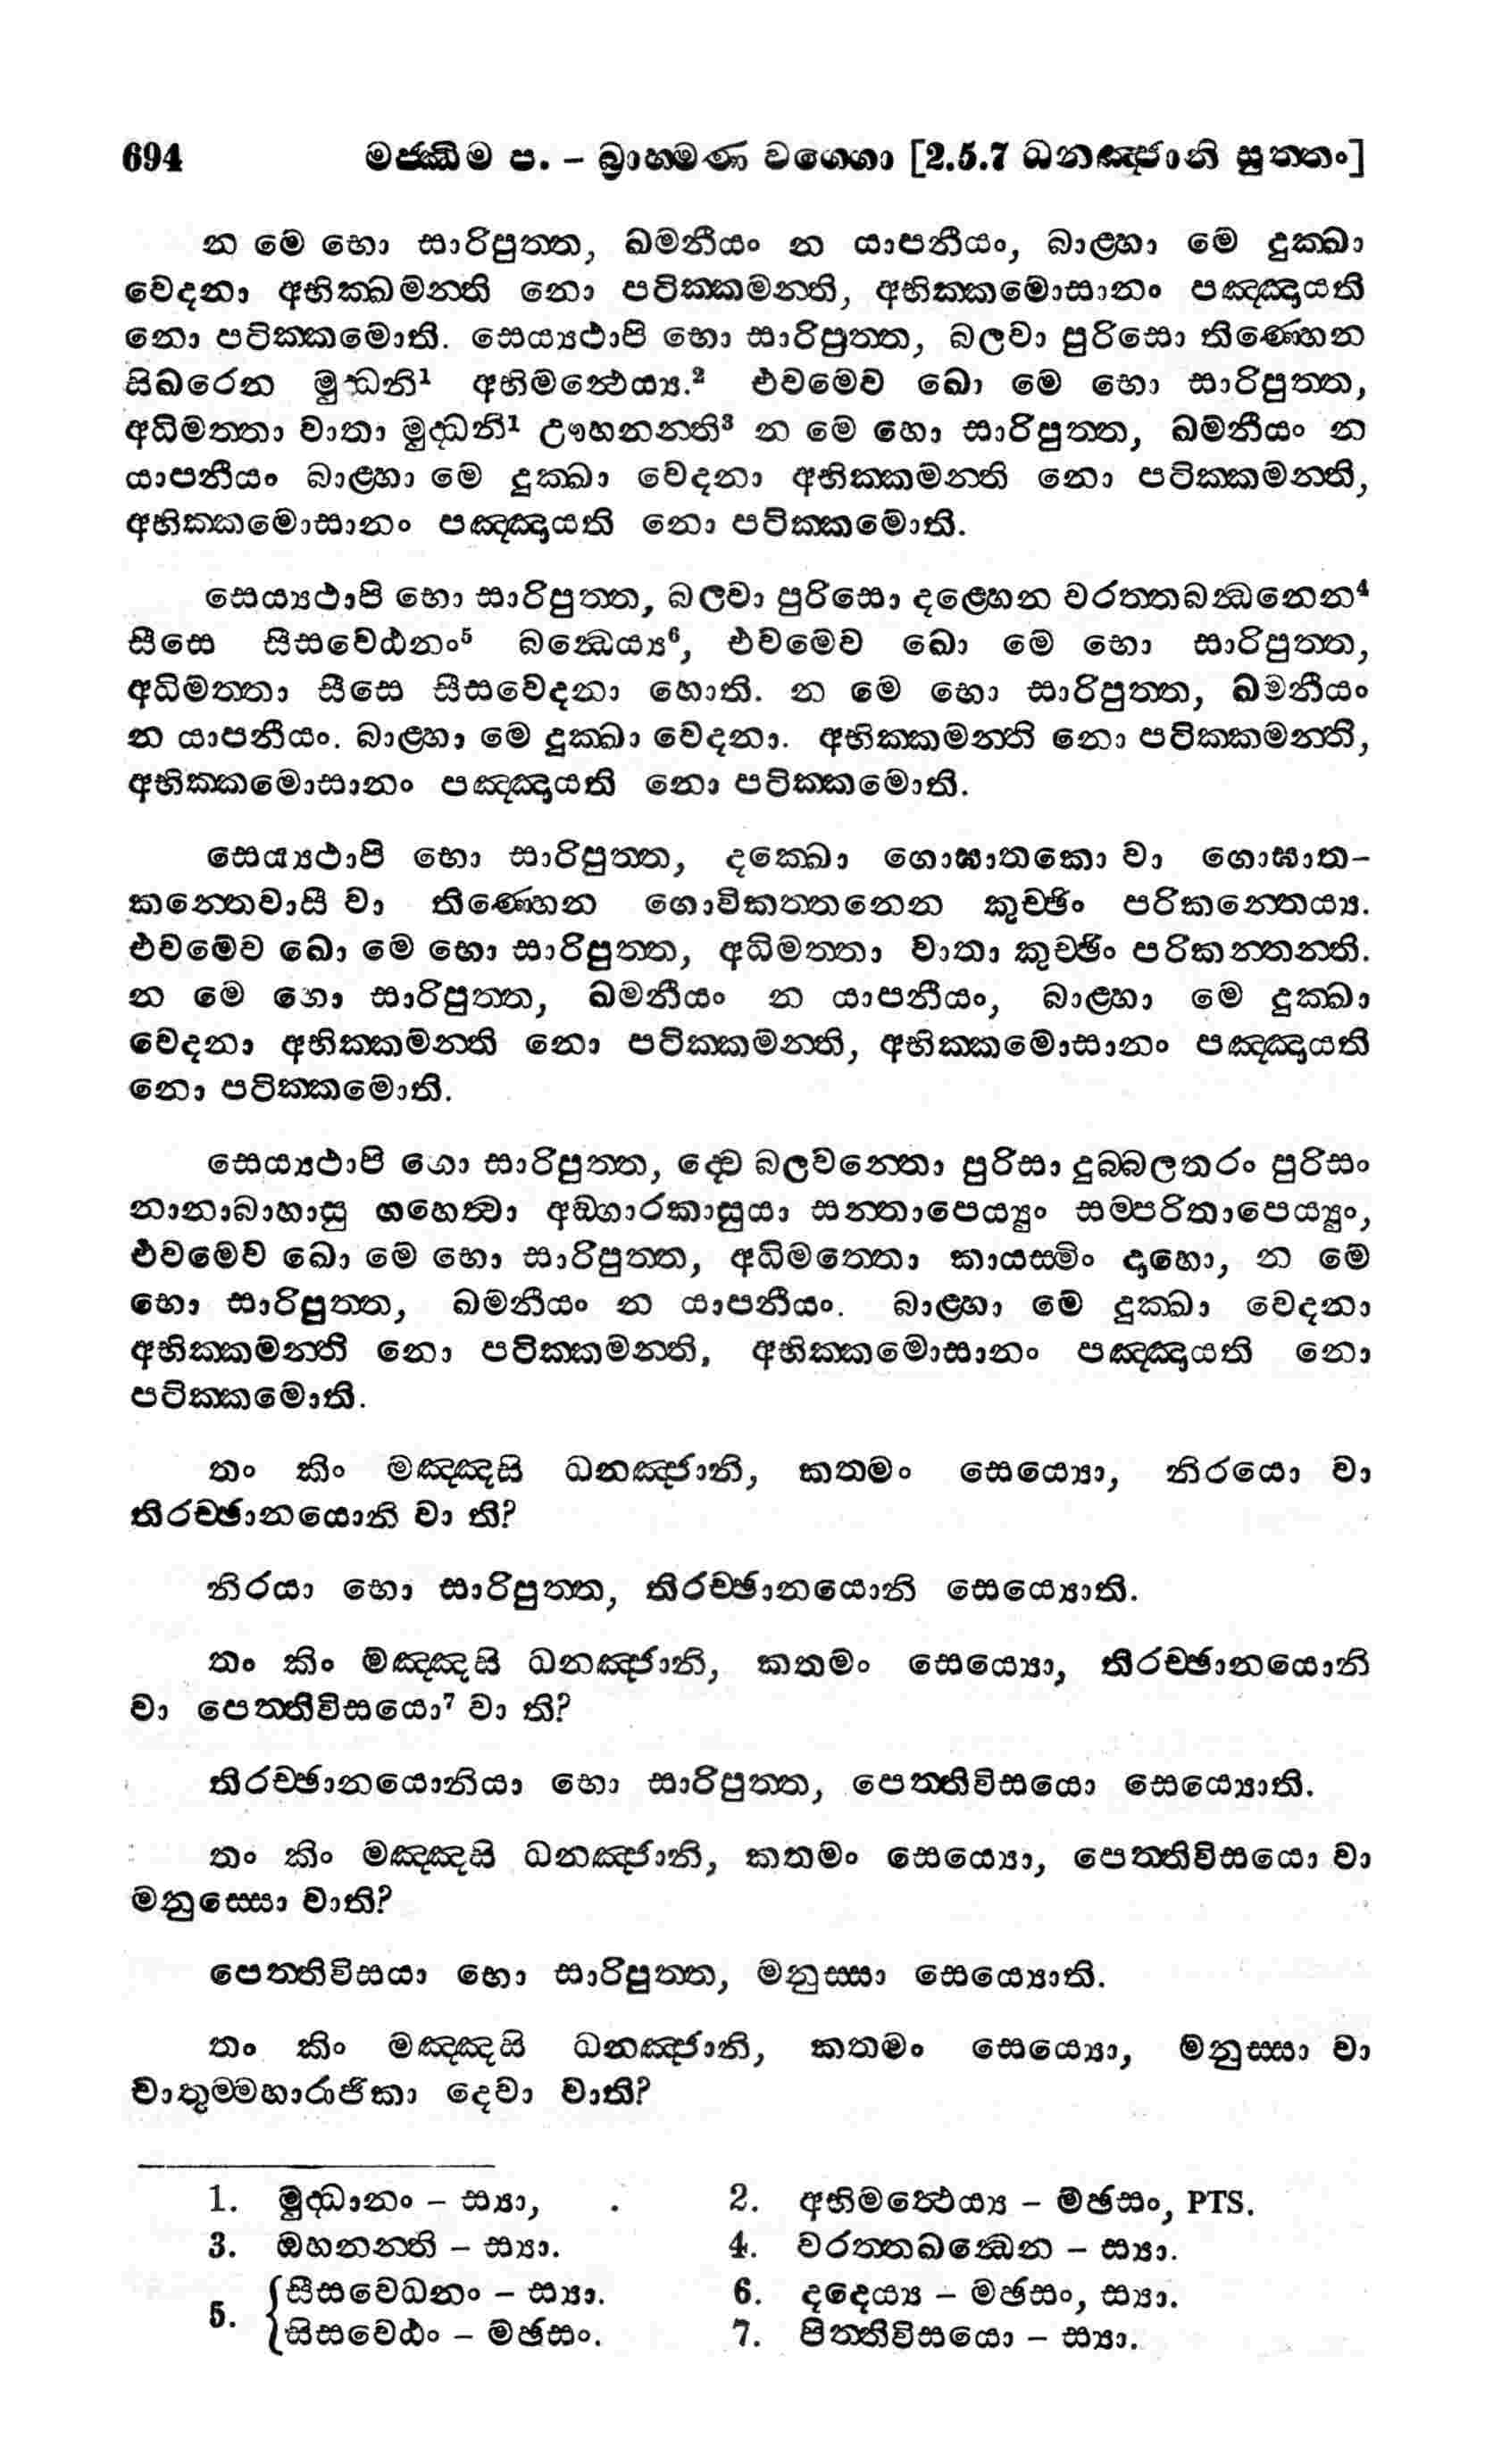 694 මජ්ඣිම ප. – බ්‍රාහ්මණ වග්ගො [2.5.7 ධනඤ්ජානි සුත්තං]
න මෙ භො සාරිපුත්ත, ඛමනීයං න යාපනීයං, බාළ්හා මෙ දුක්ඛා
වෙදනා අභික්ඛමන්ති නො පටික්කමන්ති, අභික්කමොසානං පඤ්ඤායති
නො පටික්කමොති. සෙය්‍යථාපි භො සාරිපුත්ත, බලවා පුරිසො තිණ්හෙන
සිඛරෙන මුද්ධනි¹ අභිමත්ථෙය්‍ය.² එවමෙව ඛො මෙ භො සාරිපුත්ත,
අධිමත්තා වාතා මුද්ධනි¹ ඌහනන්ති³ න මෙ භො සාරිපුත්ත, ඛමනීයං න
යාපනීයං බාළ්හා මෙ දුක්ඛා වෙදනා අභික්කමන්ති නො පටික්කමන්ති,
අභික්කමොසානං පඤ්ඤායති නො පටික්කමොති.
සෙය්‍යථාපි භො සාරිපුත්ත, බලවා පුරිසො දළ්හෙන වරත්තබන්ධනෙන⁴
සීසෙ සීසවෙඨනං⁵ බන්ධෙය්‍ය⁶, එවමෙව ඛො මෙ භො සාරිපුත්ත,
අධිමත්තා සීසෙ සීසවෙදනා හොති. න මෙ භො සාරිපුත්ත, ඛමනීයං
න යාපනීයං. බාළ්හා මෙ දුක්ඛා වෙදනා. අභික්කමන්ති නො පටික්කමන්ති,
අභික්කමොසානං පඤ්ඤායති නො පටික්කමොති.
සෙය්‍යථාපි භො සාරිපුත්ත, දක්ඛො ගොඝාතකො වා ගොඝාත-
කන්තෙවාසී වා තිණ්හෙන ගොවිකත්තනෙන කුච්ඡිං පරිකන්තෙය්‍ය.
එවමෙව ඛො මෙ භො සාරිපුත්ත, අධිමත්තා වාතා කුච්ඡිං පරිකන්තන්ති.
න මෙ භො සාරිපුත්ත, ඛමනීයං න යාපනීයං, බාළ්හා මෙ දුක්ඛා
වෙදනා අභික්කමන්ති නො පටික්කමන්ති, අභික්කමොසානං පඤ්ඤායති
නො පටික්කමොති.
සෙය්‍යථාපි භො සාරිපුත්ත, ද්වෙ බලවන්තො පුරිසා දුබ්බලතරං පුරිසං
නානාබාහාසු ගහෙත්වා අඞ්ගාරකාසුයා සන්තාපෙය්‍යුං සම්පරිතාපෙය්‍යුං,
එවමෙව ඛො මෙ භො සාරිපුත්ත, අධිමත්තො කායස්මිං දාහො, න මෙ
භො සාරිපුත්ත, ඛමනීයං න යාපනීයං. බාළ්හා මෙ දුක්ඛා වෙදනා
අභික්කමන්ති නො පටික්කමන්ති, අභික්කමොසානං පඤ්ඤායති නො
පටික්කමොති.
තං කිං මඤ්ඤසි ධනඤ්ජානි, කතමං සෙය්‍යො, නිරයො වා
තිරච්ඡානයොනි වා ති?
නිරයා භො සාරිපුත්ත, තිරච්ඡානයොනි සෙය්‍යොති.
තං කිං මඤ්ඤසි ධනඤ්ජානි, කතමං සෙය්‍යො, තිරච්ඡානයොනි
වා පෙත්තිවිසයො⁷ වා ති?
තිරච්ඡානයොනියා භො සාරිපුත්ත, පෙත්තිවිසයො සෙය්‍යොති.
තං කිං මඤ්ඤසි ධනඤ්ජානි, කතමං සෙය්‍යො, පෙත්තිවිසයො වා
මනුස්සො වාති?
පෙත්තිවිසයා භො සාරිපුත්ත, මනුස්සා සෙය්‍යොති.
තං කිං මඤ්ඤසි ධනඤ්ජානි, කතමං සෙය්‍යො, මනුස්සා වා
චාතුම්මහාරාජිකා දෙවා වාති?
1. මුද්ධානං – ස්‍යා, 2. අභිමත්ථෙය්‍ය – මඡසං, PTS.
3. ඔහනන්ති – ස්‍යා. 4. වරත්තඛන්ධෙන – ස්‍යා.
5. සීසවෙධනං – ස්‍යා. 6. දදෙය්‍ය – මඡසං, ස්‍යා.
සිසවෙඨං – මඡසං. 7. පිත්තිවිසයො – ස්‍යා.